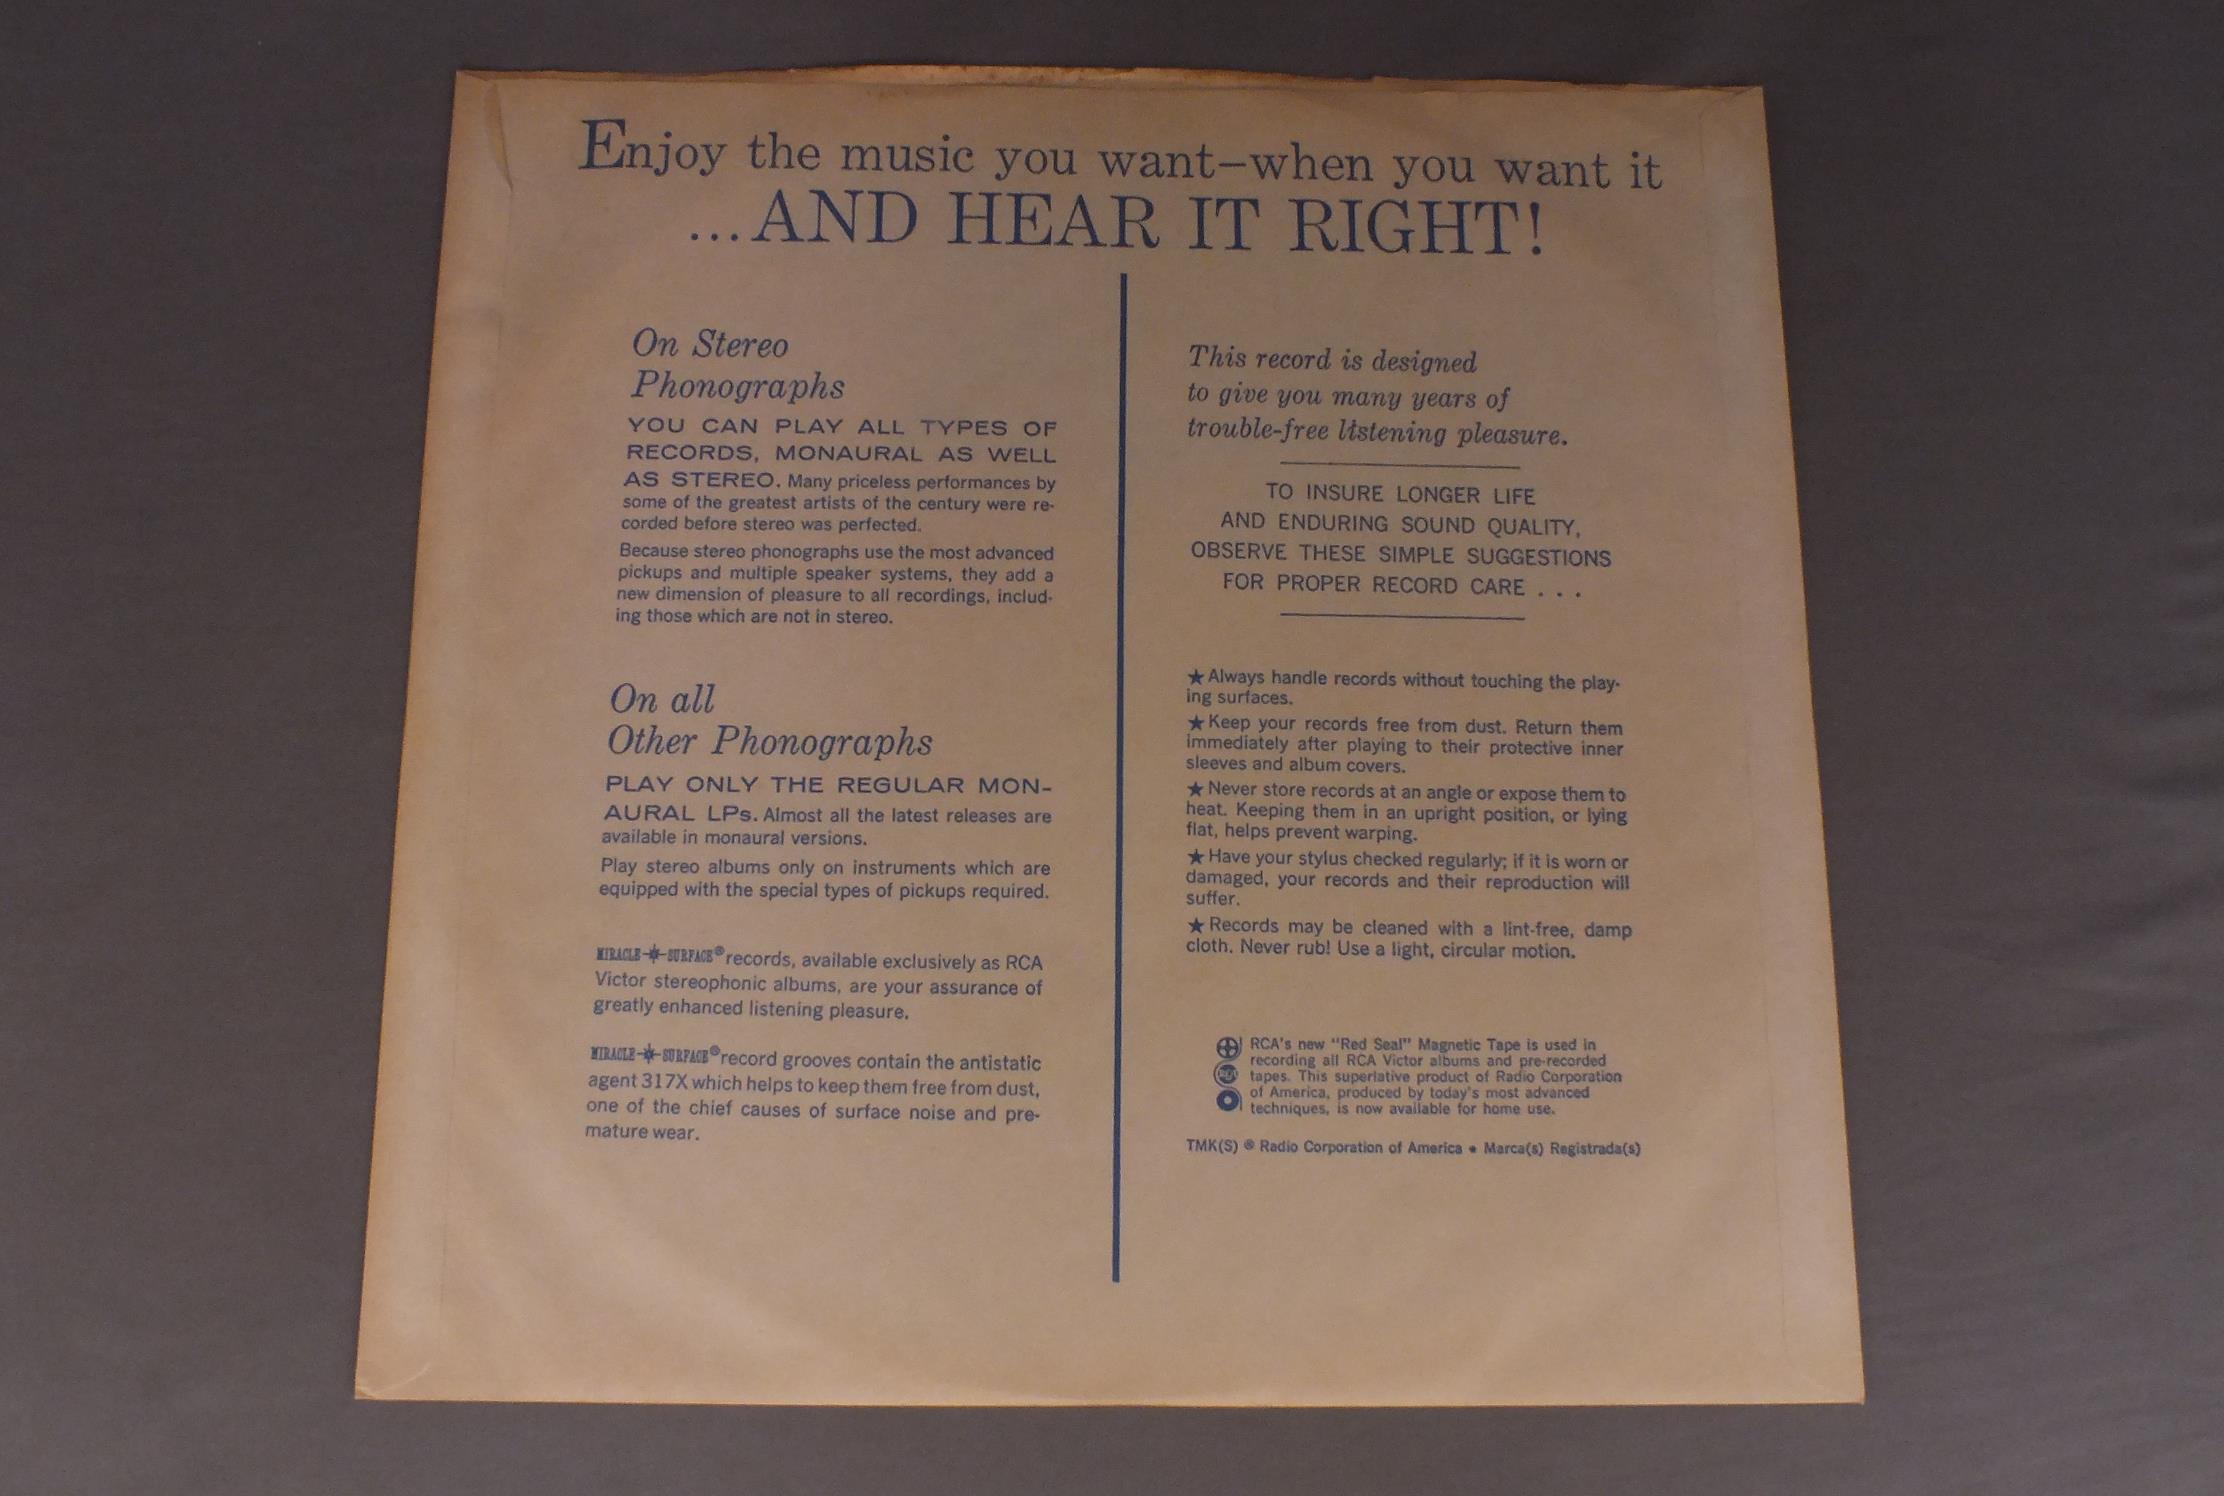 Enjoy the music you want—when you want it
...AND HEAR IT RIGHT!
On Stereo
Phonographs
YOU CAN PLAY ALL TYPES OF
RECORDS, MONAURAL AS WELL
AS STEREO. Many priceless performances by
some of the greatest artists of the century were re-
corded before stereo was perfected.
Because stereo phonographs use the most advanced
pickups and multiple speaker systems, they add a
new dimension of pleasure to all recordings, includ-
ing those which are not in stereo.
On all
Other Phonographs
PLAY ONLY THE REGULAR MON-
AURAL LPs. Almost all the latest releases are
available in monaural versions.
Play stereo albums only on instruments which are
equipped with the special types of pickups required.
MIRACLE SURFACE® records, available exclusively as RCA
Victor stereophonic albums, are your assurance of
greatly enhanced listening pleasure.
MIRACLE SURFACE® record grooves contain the antistatic
agent 317X which helps to keep them free from dust,
one of the chief causes of surface noise and pre-
mature wear.
This record is designed
to give you many years of
trouble-free listening pleasure.
TO INSURE LONGER LIFE
AND ENDURING SOUND QUALITY,
OBSERVE THESE SIMPLE SUGGESTIONS
FOR PROPER RECORD CARE . . .
★ Always handle records without touching the play-
ing surfaces.
★ Keep your records free from dust. Return them
immediately after playing to their protective inner
sleeves and album covers.
★ Never store records at an angle or expose them to
heat. Keeping them in an upright position, or lying
flat, helps prevent warping.
★ Have your stylus checked regularly; if it is worn or
damaged, your records and their reproduction will
suffer.
★ Records may be cleaned with a lint-free, damp
cloth. Never rub! Use a light, circular motion.
RCA's new "Red Seal" Magnetic Tape is used in
recording all RCA Victor albums and pre-recorded
RCA tapes. This superlative product of Radio Corporation
of America, produced by today's most advanced
techniques, is now available for home use.
TMK(S) ® Radio Corporation of America • Marca(s) Registrada(s)